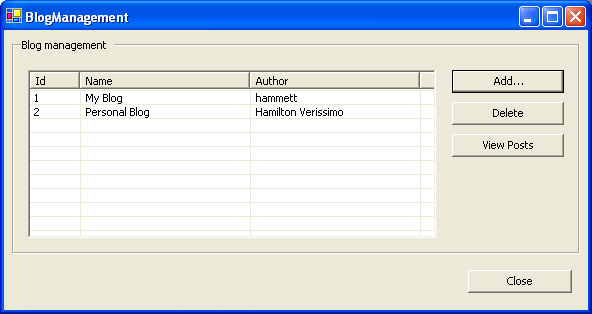 BlogManagement
Blog management
Id Name Author
1 My Blog hammett
2 Personal Blog Hamilton Verissimo
Add...
Delete
View Posts
Close